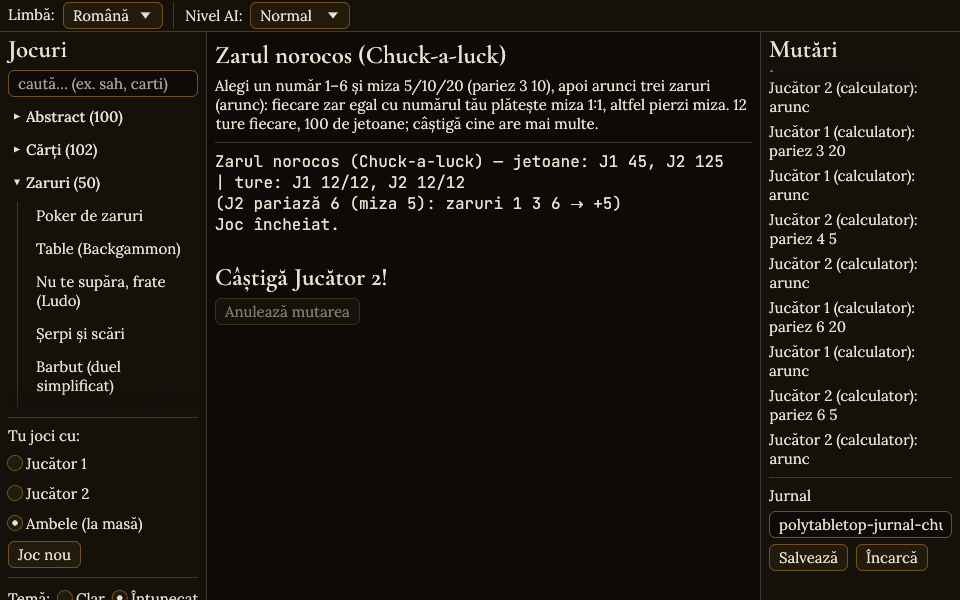 Limbă: Română ▼ Nivel AI: Normal ▼
Jocuri
caută... (ex. sah, carti)
▸ Abstract (100)
▸ Cărți (102)
▾ Zaruri (50)
Poker de zaruri
Table (Backgammon)
Nu te supăra, frate
(Ludo)
Șerpi și scări
Barbut (duel
simplificat)
Tu joci cu:
Jucător 1
Jucător 2
Ambele (la masă)
Joc nou
Temă: Clar Întunecat
Zarul norocos (Chuck-a-luck)
Alegi un număr 1–6 și miza 5/10/20 (pariez 3 10), apoi arunci trei zaruri
(arunc): fiecare zar egal cu numărul tău plătește miza 1:1, altfel pierzi miza. 12
ture fiecare, 100 de jetoane; câștigă cine are mai multe.
Zarul norocos (Chuck-a-luck) — jetoane: J1 45, J2 125
| ture: J1 12/12, J2 12/12
(J2 pariază 6 (miza 5): zaruri 1 3 6 → +5)
Joc încheiat.
Câștigă Jucător 2!
Anulează mutarea
Mutări
Jucător 2 (calculator):
arunc
Jucător 1 (calculator):
pariez 3 20
Jucător 1 (calculator):
arunc
Jucător 2 (calculator):
pariez 4 5
Jucător 2 (calculator):
arunc
Jucător 1 (calculator):
pariez 6 20
Jucător 1 (calculator):
arunc
Jucător 2 (calculator):
pariez 6 5
Jucător 2 (calculator):
arunc
Jurnal
polytabletop-jurnal-chu
Salvează Încarcă